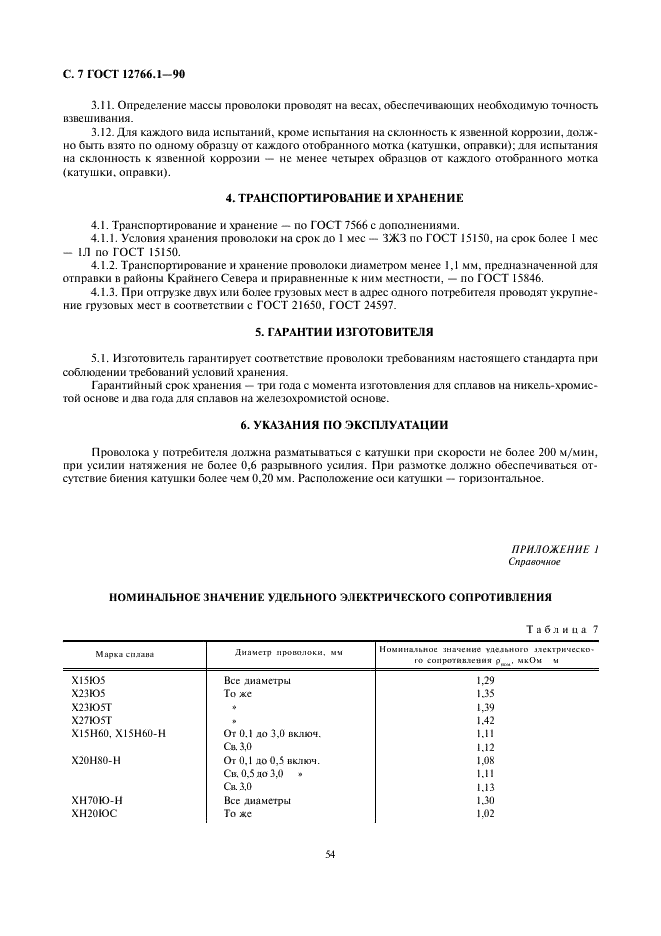 С. 7 ГОСТ 12766.1—90
3.11. Определение массы проволоки проводят на весах, обеспечивающих необходимую точность
взвешивания.
3.12. Для каждого вида испытаний, кроме испытания на склонность к язвенной коррозии, долж-
но быть взято по одному образцу от каждого отобранного мотка (катушки, оправки); для испытания
на склонность к язвенной коррозии — не менее четырех образцов от каждого отобранного мотка
(катушки, оправки).
4. ТРАНСПОРТИРОВАНИЕ И ХРАНЕНИЕ
4.1. Транспортирование и хранение — по ГОСТ 7566 с дополнениями.
4.1.1. Условия хранения проволоки на срок до 1 мес — 3ЖЗ по ГОСТ 15150, на срок более 1 мес
— 1Л по ГОСТ 15150.
4.1.2. Транспортирование и хранение проволоки диаметром менее 1,1 мм, предназначенной для
отправки в районы Крайнего Севера и приравненные к ним местности, — по ГОСТ 15846.
4.1.3. При отгрузке двух или более грузовых мест в адрес одного потребителя проводят укрупне-
ние грузовых мест в соответствии с ГОСТ 21650, ГОСТ 24597.
5. ГАРАНТИИ ИЗГОТОВИТЕЛЯ
5.1. Изготовитель гарантирует соответствие проволоки требованиям настоящего стандарта при
соблюдении требований условий хранения.
Гарантийный срок хранения — три года с момента изготовления для сплавов на никель-хромис-
той основе и два года для сплавов на железохромистой основе.
6. УКАЗАНИЯ ПО ЭКСПЛУАТАЦИИ
Проволока у потребителя должна разматываться с катушки при скорости не более 200 м/мин,
при усилии натяжения не более 0,6 разрывного усилия. При размотке должно обеспечиваться от-
сутствие биения катушки более чем 0,20 мм. Расположение оси катушки — горизонтальное.
ПРИЛОЖЕНИЕ 1
Справочное
НОМИНАЛЬНОЕ ЗНАЧЕНИЕ УДЕЛЬНОГО ЭЛЕКТРИЧЕСКОГО СОПРОТИВЛЕНИЯ
Таблица 7
Марка сплава Диаметр проволоки, мм Номинальное значение удельного электрическо-
го сопротивления ρном, мкОм м
Х15Ю5 Все диаметры 1,29
Х23Ю5 То же 1,35
Х23Ю5Т » 1,39
Х27Ю5Т » 1,42
Х15Н60, Х15Н60-Н От 0,1 до 3,0 включ. 1,11
Св. 3,0 1,12
Х20Н80-Н От 0,1 до 0,5 включ. 1,08
Св. 0,5 до 3,0 » 1,11
Св. 3,0 1,13
ХН70Ю-Н Все диаметры 1,30
ХН20ЮС То же 1,02
54